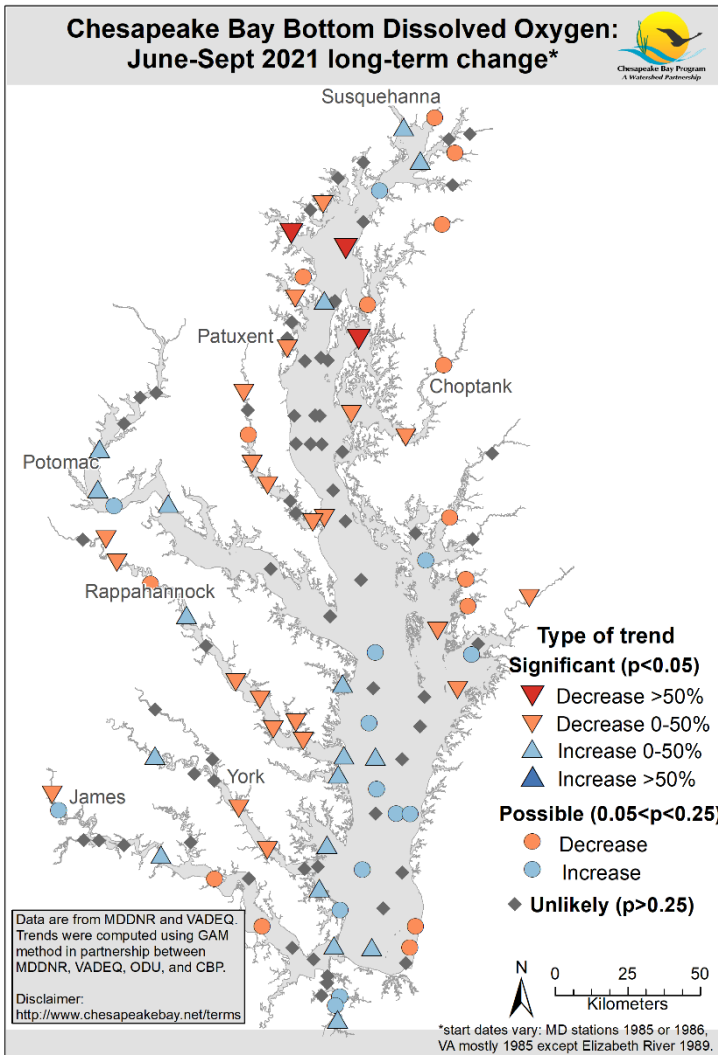 Chesapeake Bay Bottom Dissolved Oxygen:
June-Sept 2021 long-term change*
Chesapeake Bay Program
A Watershed Partnership
Susquehanna
Patuxent
Choptank
Potomac
Rappahannock
York
James
Type of trend
Significant (p<0.05)
Decrease >50%
Decrease 0-50%
Increase 0-50%
Increase >50%
Possible (0.05<p<0.25)
Decrease
Increase
Unlikely (p>0.25)
Data are from MDDNR and VADEQ.
Trends were computed using GAM
method in partnership between
MDDNR, VADEQ, ODU, and CBP.
Disclaimer:
http://www.chesapeakebay.net/terms
N
0 25 50
Kilometers
*start dates vary: MD stations 1985 or 1986,
VA mostly 1985 except Elizabeth River 1989.